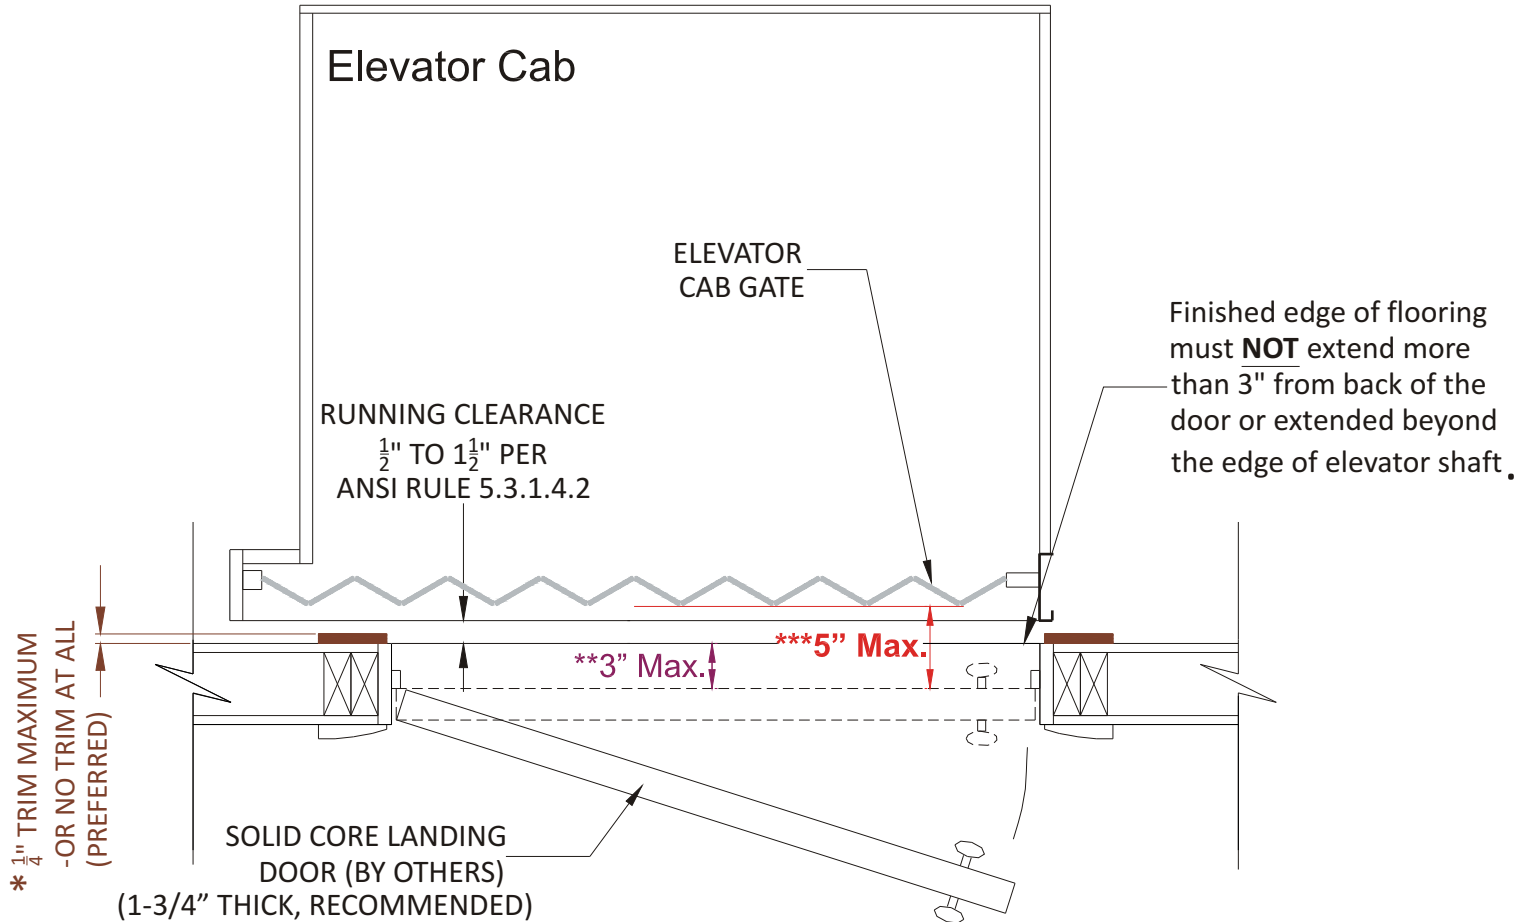 Elevator Cab
ELEVATOR
CAB GATE
Finished edge of flooring
must NOT extend more
than 3" from back of the
door or extended beyond
the edge of elevator shaft.
RUNNING CLEARANCE
½" TO 1½" PER
ANSI RULE 5.3.1.4.2
***5” Max.
**3” Max.
* ¼" TRIM MAXIMUM
-OR NO TRIM AT ALL
(PREFERRED)
SOLID CORE LANDING
DOOR (BY OTHERS)
(1-3/4” THICK, RECOMMENDED)